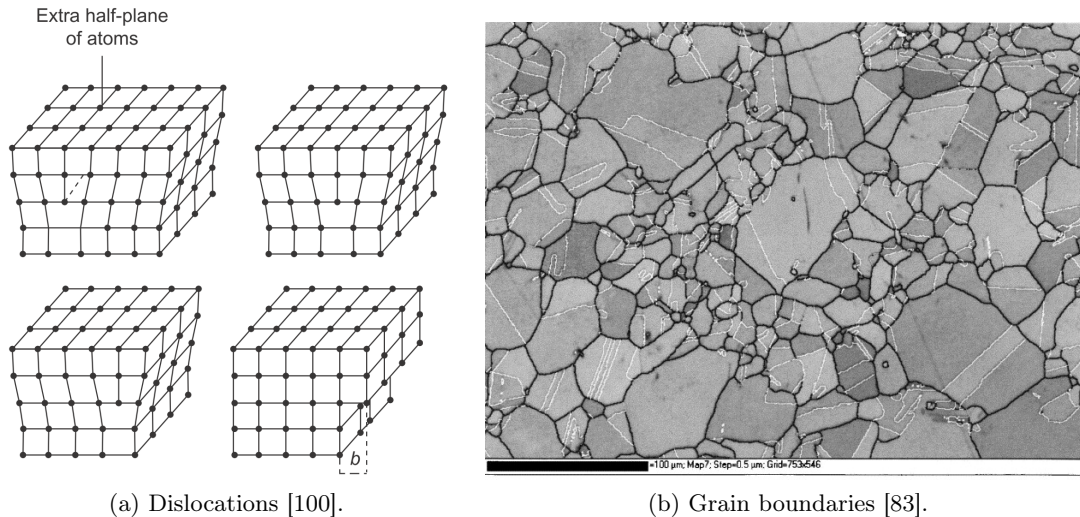 Extra half-plane
of atoms
b
=100 µm; Map7; Step=0.5 µm; Grid=753x546
(a) Dislocations [100].
(b) Grain boundaries [83].